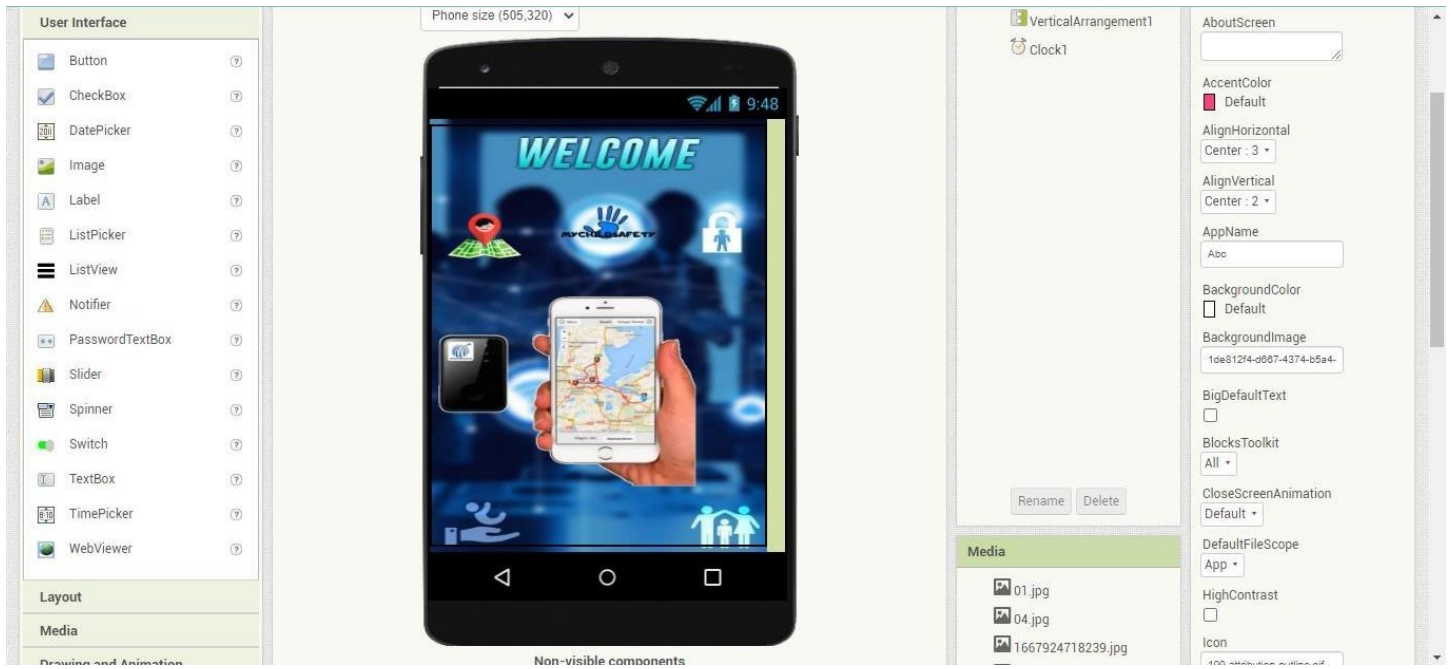 User Interface
Button
CheckBox
DatePicker
Image
Label
ListPicker
ListView
Notifier
PasswordTextBox
Slider
Spinner
Switch
TextBox
TimePicker
WebViewer
Layout
Media
Drawing and Animation
Phone size (505,320)
9:48
WELCOME
MYCHILDSAFETY
Non-visible components
VerticalArrangement1
Clock1
Rename Delete
Media
01.jpg
04.jpg
1667924718239.jpg
AboutScreen
AccentColor
Default
AlignHorizontal
Center : 3
AlignVertical
Center : 2
AppName
Abc
BackgroundColor
Default
BackgroundImage
1de812f4-d667-4374-b5a4-
BigDefaultText
BlocksToolkit
All
CloseScreenAnimation
Default
DefaultFileScope
App
HighContrast
Icon